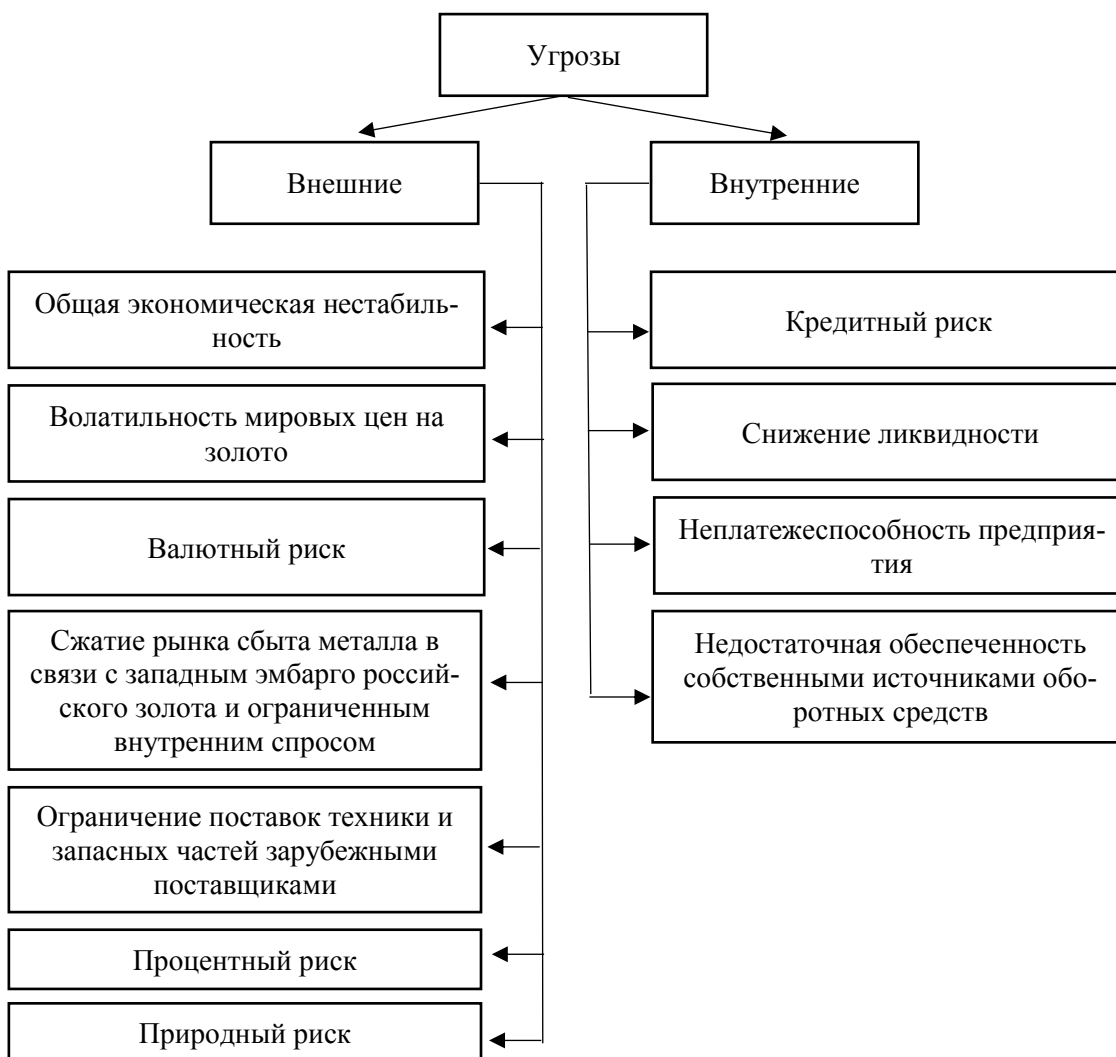 Угрозы
Внешние
Внутренние
Общая экономическая нестабиль-
ность
Волатильность мировых цен на
золото
Валютный риск
Сжатие рынка сбыта металла в
связи с западным эмбарго россий-
ского золота и ограниченным
внутренним спросом
Ограничение поставок техники и
запасных частей зарубежными
поставщиками
Процентный риск
Природный риск
Кредитный риск
Снижение ликвидности
Неплатежеспособность предприя-
тия
Недостаточная обеспеченность
собственными источниками обо-
ротных средств